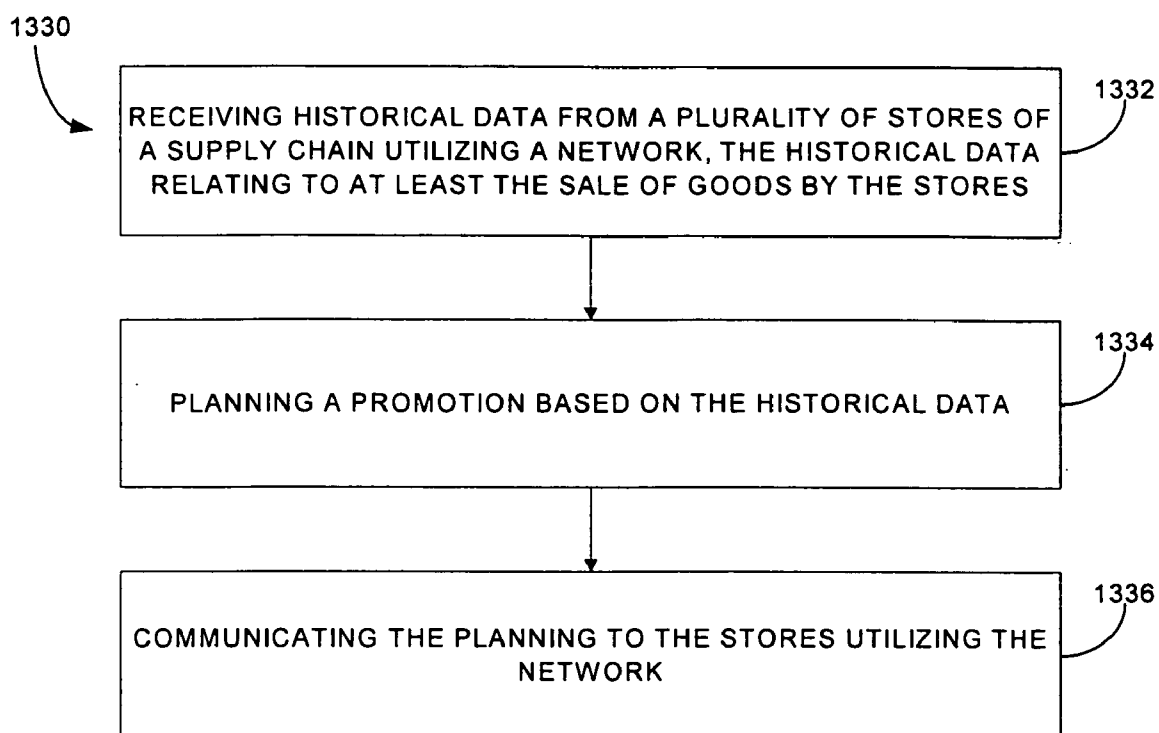 1330
1332
RECEIVING HISTORICAL DATA FROM A PLURALITY OF STORES OF
A SUPPLY CHAIN UTILIZING A NETWORK, THE HISTORICAL DATA
RELATING TO AT LEAST THE SALE OF GOODS BY THE STORES
1334
PLANNING A PROMOTION BASED ON THE HISTORICAL DATA
1336
COMMUNICATING THE PLANNING TO THE STORES UTILIZING THE
NETWORK